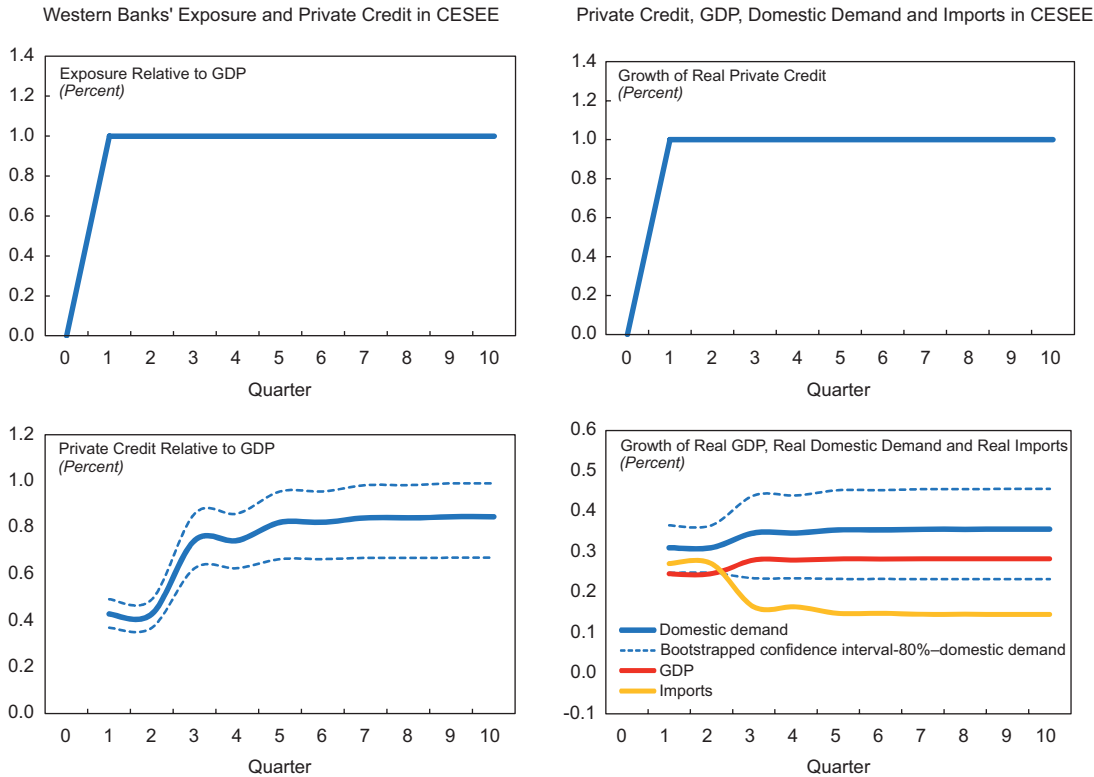 Western Banks' Exposure and Private Credit in CESEE
1.4
1.2
1.0
0.8
0.6
0.4
0.2
0.0
Exposure Relative to GDP
(Percent)
0 1 2 3 4 5 6 7 8 9 10
Quarter
Private Credit, GDP, Domestic Demand and Imports in CESEE
1.4
1.2
1.0
0.8
0.6
0.4
0.2
0.0
Growth of Real Private Credit
(Percent)
0 1 2 3 4 5 6 7 8 9 10
Quarter
1.2
1.0
0.8
0.6
0.4
0.2
0.0
Private Credit Relative to GDP
(Percent)
0 1 2 3 4 5 6 7 8 9 10
Quarter
0.6
0.5
0.4
0.3
0.2
0.1
0.0
-0.1
Growth of Real GDP, Real Domestic Demand and Real Imports
(Percent)
Domestic demand
Bootstrapped confidence interval-80%–domestic demand
GDP
Imports
0 1 2 3 4 5 6 7 8 9 10
Quarter